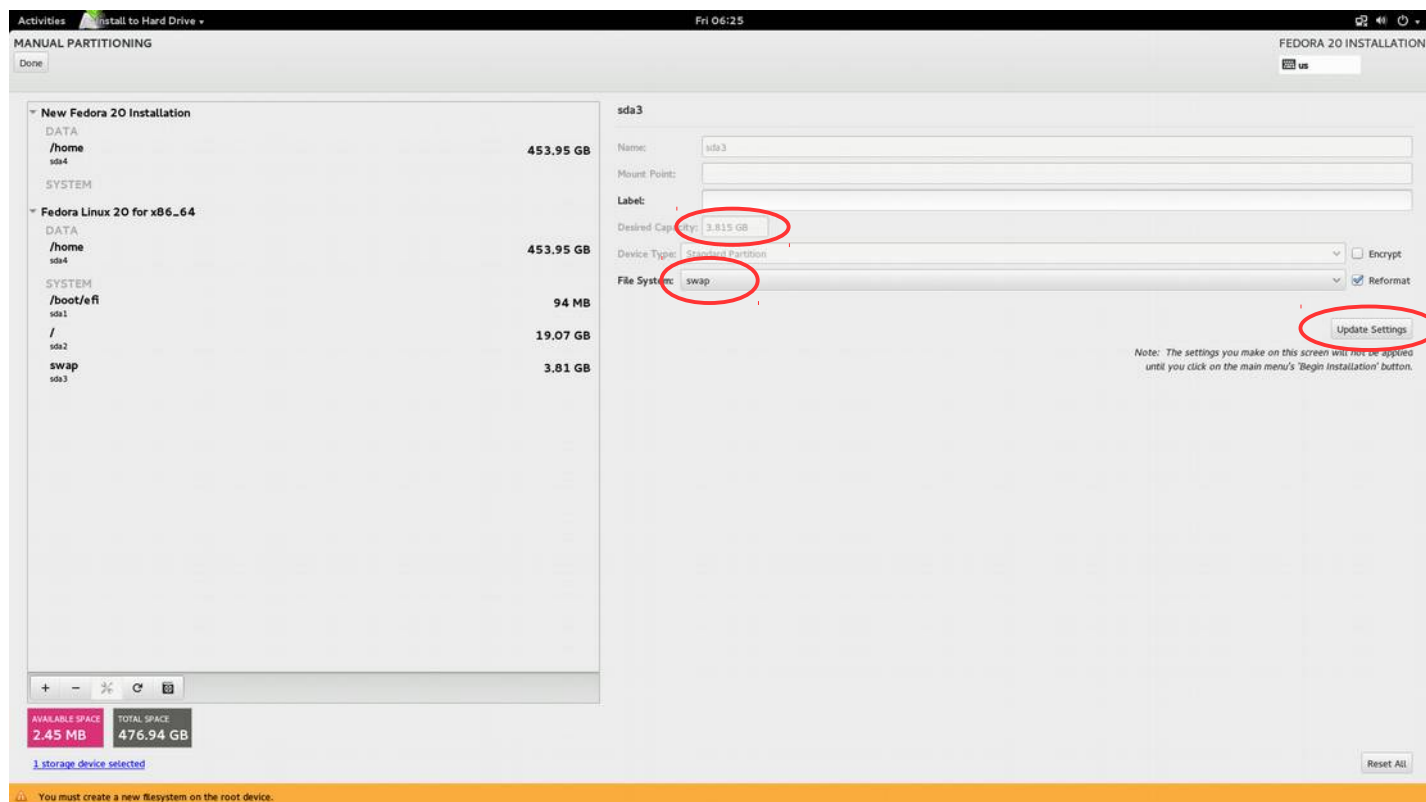 Activities Install to Hard Drive Fri 06:25
MANUAL PARTITIONING FEDORA 20 INSTALLATION
Done us
New Fedora 20 Installation
DATA
/home 453.95 GB
sda4
SYSTEM
Fedora Linux 20 for x86_64
DATA
/home 453.95 GB
sda4
SYSTEM
/boot/efi 94 MB
sda1
/ 19.07 GB
sda2
swap 3.81 GB
sda3
sda3
Name: sda3
Mount Point:
Label:
Desired Capacity: 3.815 GB
Device Type: Standard Partition Encrypt
File System: swap Reformat
Update Settings
Note: The settings you make on this screen will not be applied
until you click on the main menu's 'Begin Installation' button.
+ -
AVAILABLE SPACE TOTAL SPACE
2.45 MB 476.94 GB
1 storage device selected
Reset All
You must create a new filesystem on the root device.